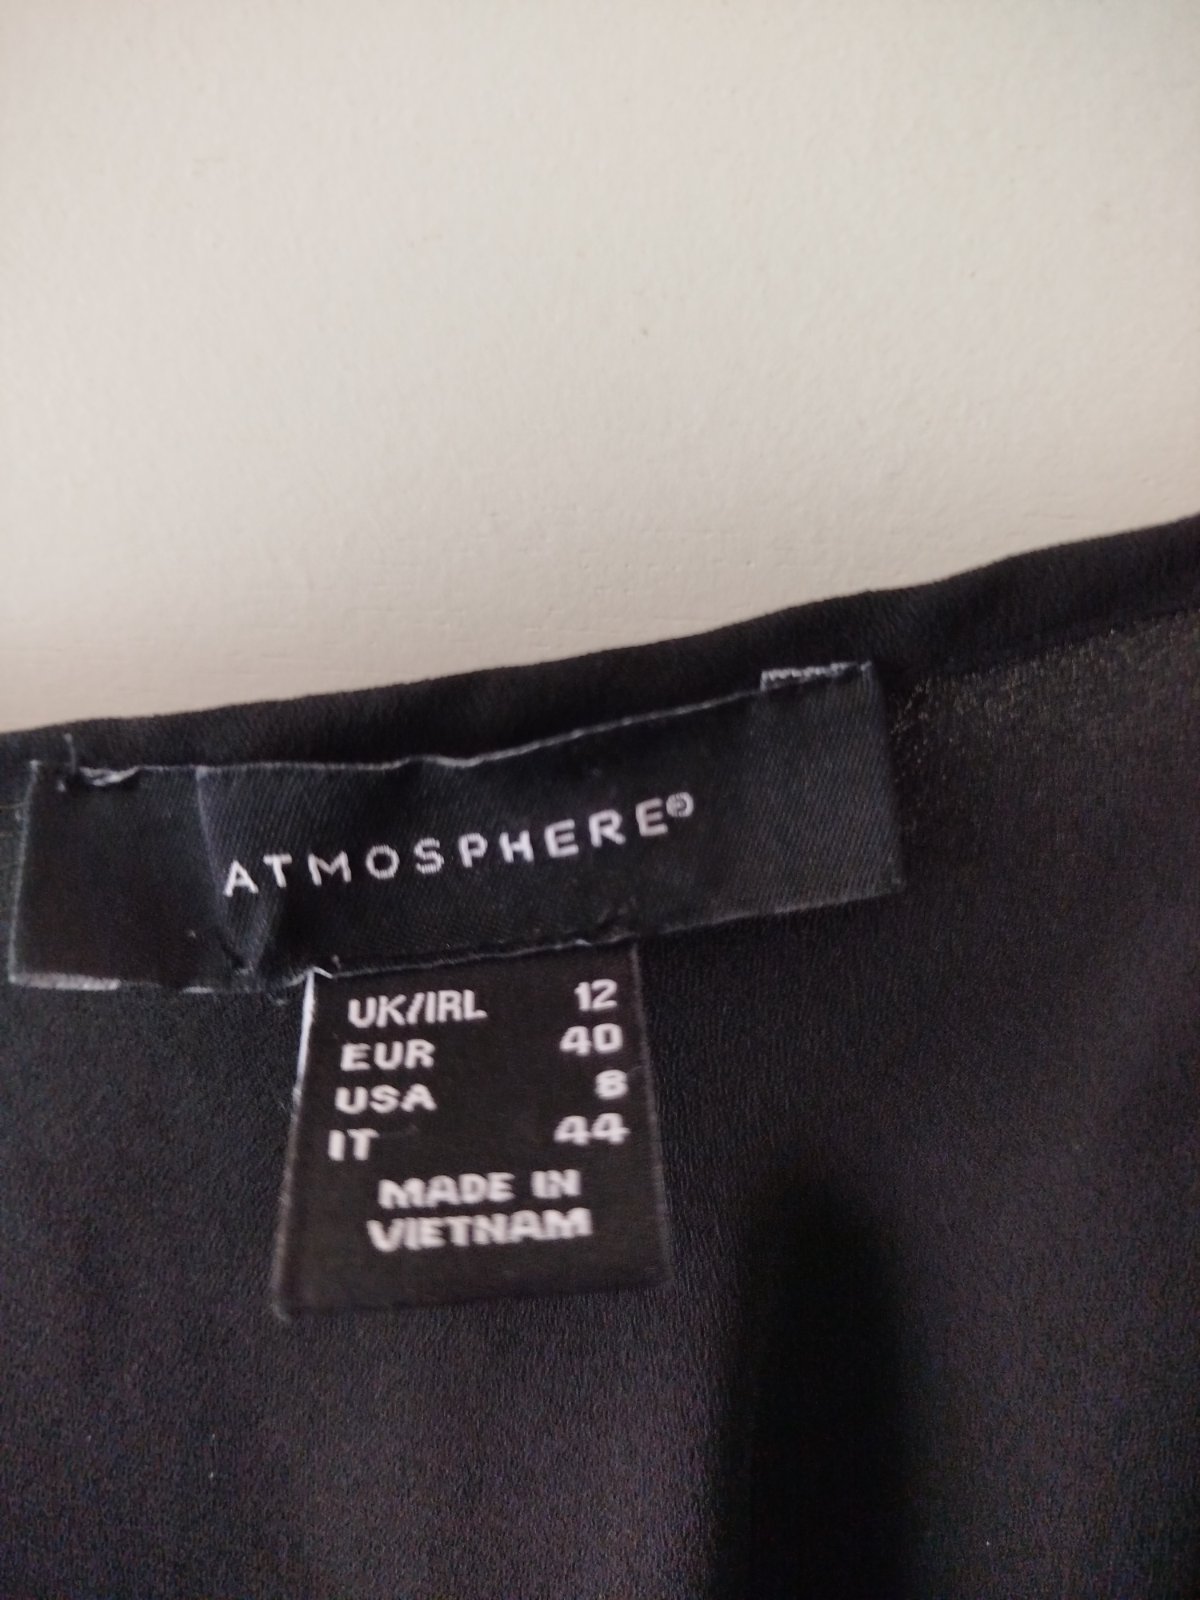 ATMOSPHERE®
UK/IRL 12
EUR 40
USA 8
IT 44
MADE IN
VIETNAM